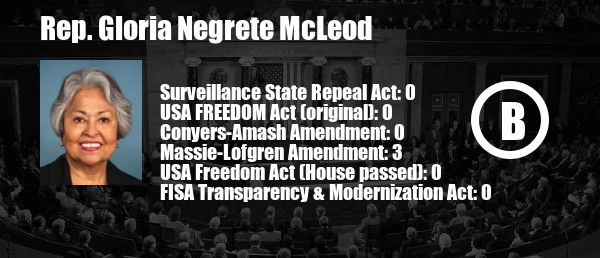 Rep. Gloria Negrete McLeod
Surveillance State Repeal Act: 0
USA FREEDOM Act (original): 0
Conyers-Amash Amendment: 0
Massie-Lofgren Amendment: 3
USA Freedom Act (House passed): 0
FISA Transparency & Modernization Act: 0
B